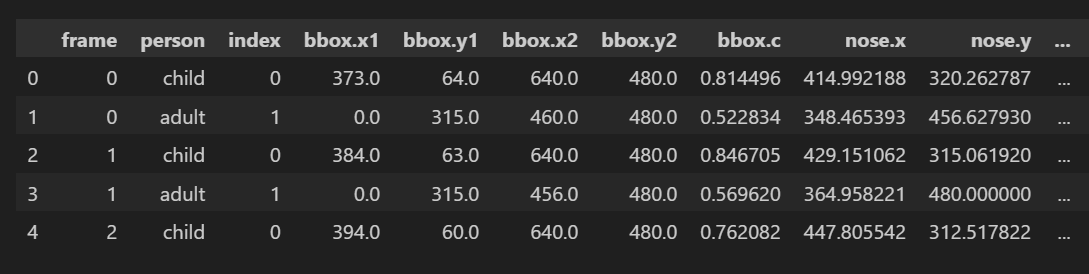 frame person index bbox.x1 bbox.y1 bbox.x2 bbox.y2 bbox.c nose.x nose.y ...
0 0 child 0 373.0 64.0 640.0 480.0 0.814496 414.992188 320.262787 ...
1 0 adult 1 0.0 315.0 460.0 480.0 0.522834 348.465393 456.627930 ...
2 1 child 0 384.0 63.0 640.0 480.0 0.846705 429.151062 315.061920 ...
3 1 adult 1 0.0 315.0 456.0 480.0 0.569620 364.958221 480.000000 ...
4 2 child 0 394.0 60.0 640.0 480.0 0.762082 447.805542 312.517822 ...